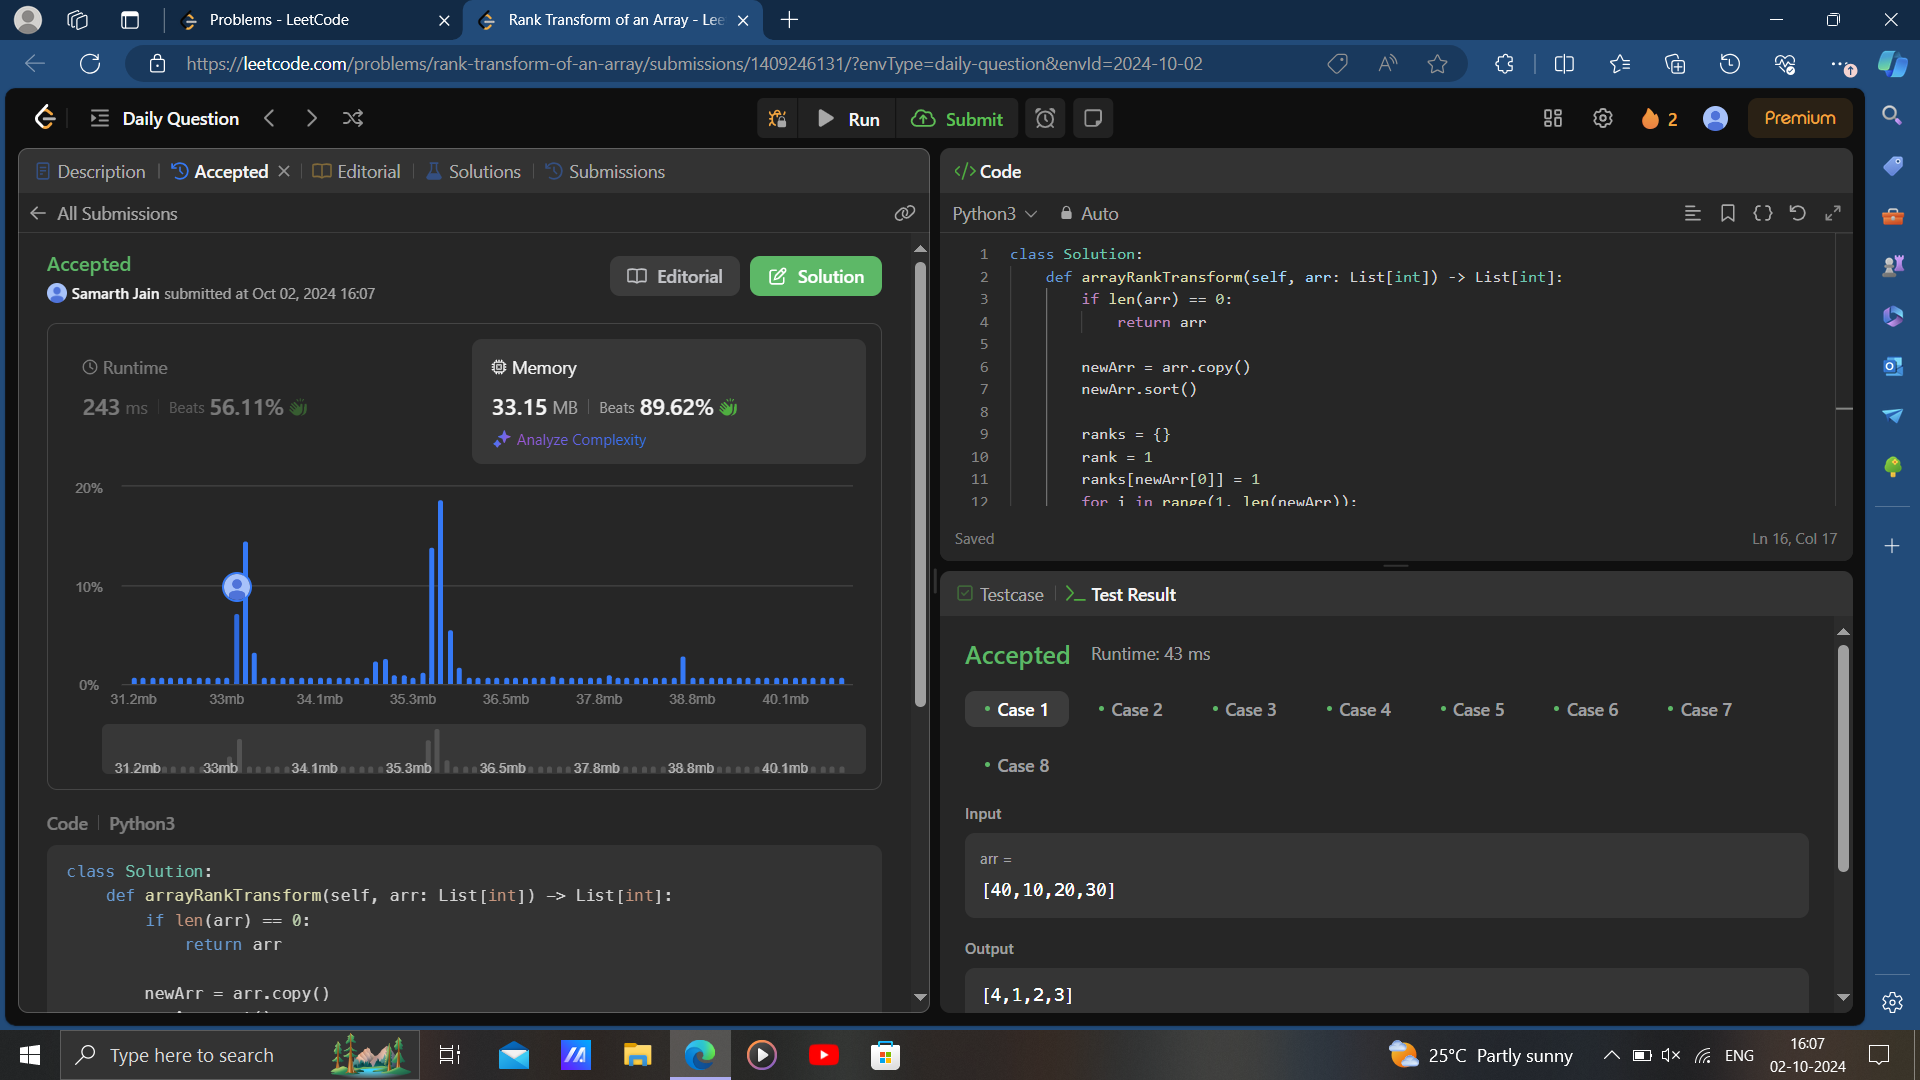 Problems - LeetCode
Rank Transform of an Array - Lee
https://leetcode.com/problems/rank-transform-of-an-array/submissions/1409246131/?envType=daily-question&envId=2024-10-02
Daily Question
Run
Submit
2
Premium
Description
Accepted
Editorial
Solutions
Submissions
All Submissions
Accepted
Samarth Jain submitted at Oct 02, 2024 16:07
Editorial
Solution
Runtime
243 ms
Beats 56.11%
Memory
33.15 MB
Beats 89.62%
Analyze Complexity
20%
10%
0%
31.2mb 33mb 34.1mb 35.3mb 36.5mb 37.8mb 38.8mb 40.1mb
31.2mb 33mb 34.1mb 35.3mb 36.5mb 37.8mb 38.8mb 40.1mb
Code
Python3
class Solution:
    def arrayRankTransform(self, arr: List[int]) -> List[int]:
        if len(arr) == 0:
            return arr
        newArr = arr.copy()
Code
Python3
Auto
1 class Solution:
2     def arrayRankTransform(self, arr: List[int]) -> List[int]:
3         if len(arr) == 0:
4             return arr
5
6         newArr = arr.copy()
7         newArr.sort()
8
9         ranks = {}
10         rank = 1
11         ranks[newArr[0]] = 1
12         for i in range(1, len(newArr)):
Saved
Ln 16, Col 17
Testcase
Test Result
Accepted
Runtime: 43 ms
Case 1
Case 2
Case 3
Case 4
Case 5
Case 6
Case 7
Case 8
Input
arr =
[40,10,20,30]
Output
[4,1,2,3]
Type here to search
25°C Partly sunny
ENG
16:07
02-10-2024